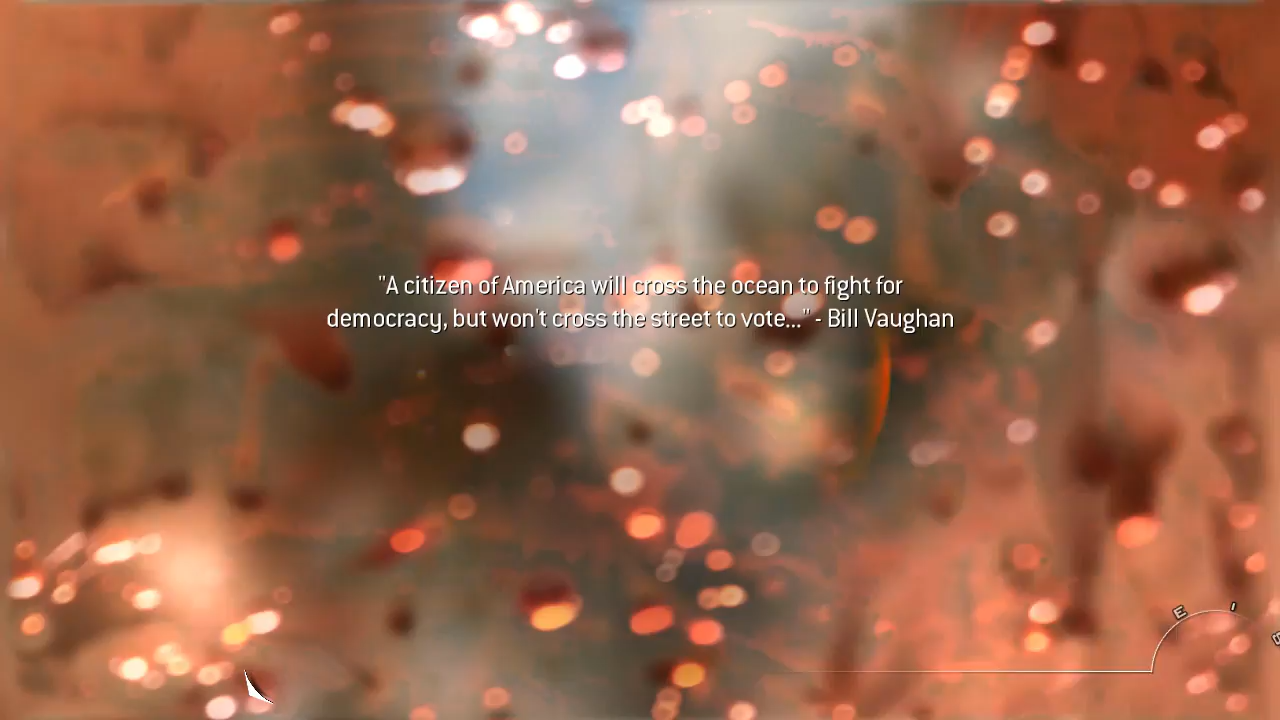 "A citizen of America will cross the ocean to fight for
democracy, but won't cross the street to vote..." - Bill Vaughan
E